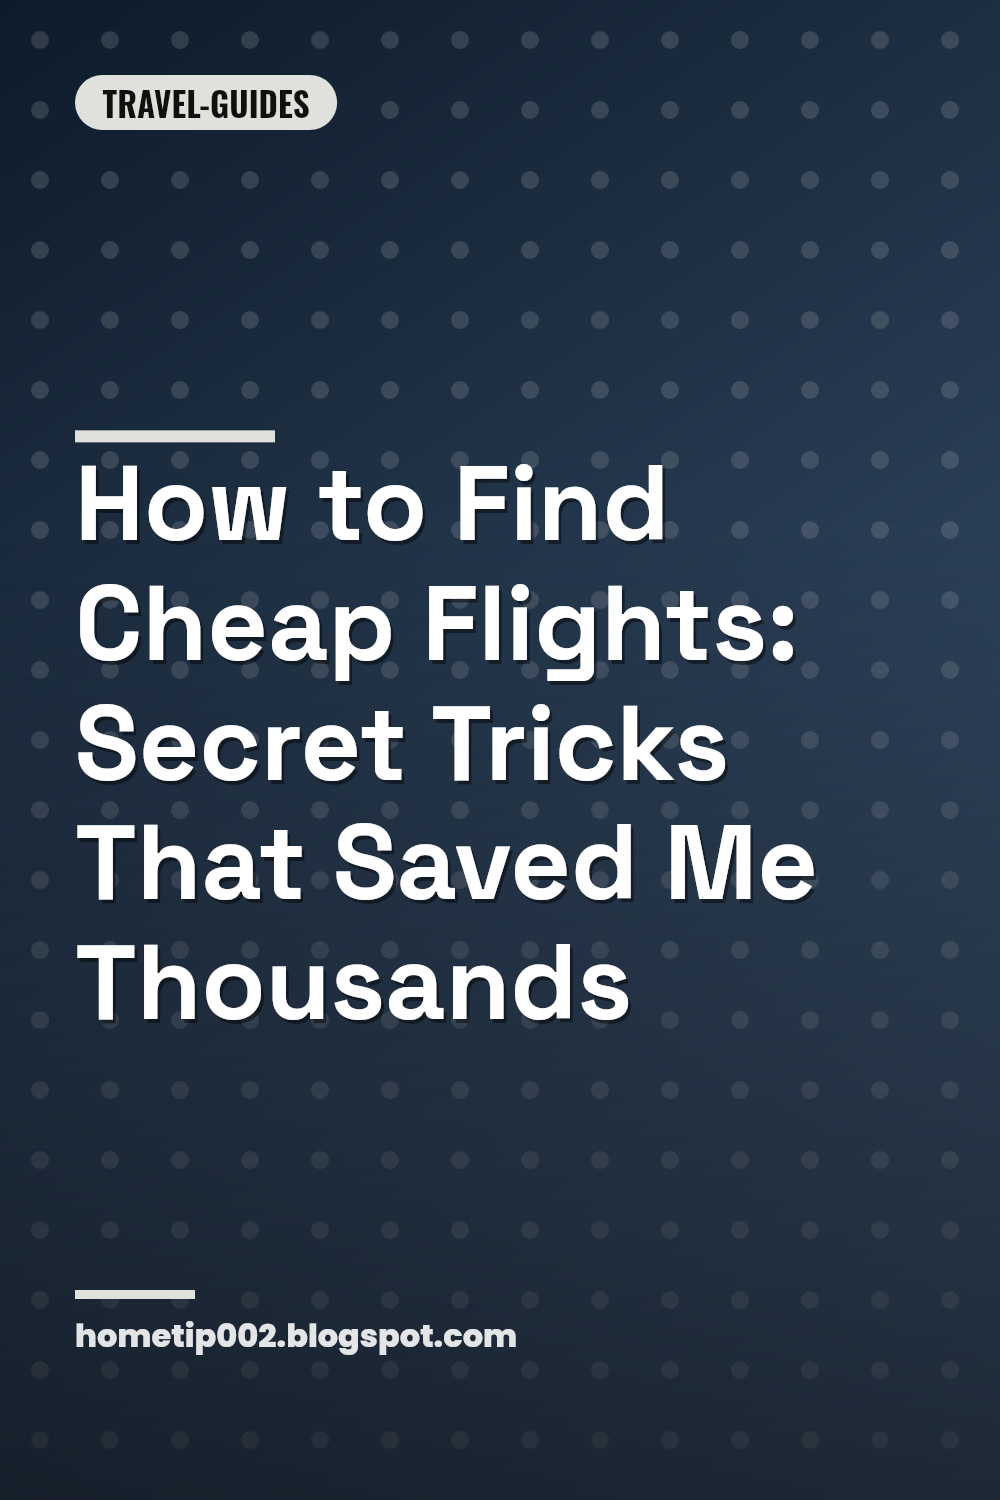 TRAVEL-GUIDES
How to Find
Cheap Flights:
Secret Tricks
That Saved Me
Thousands
hometip002.blogspot.com